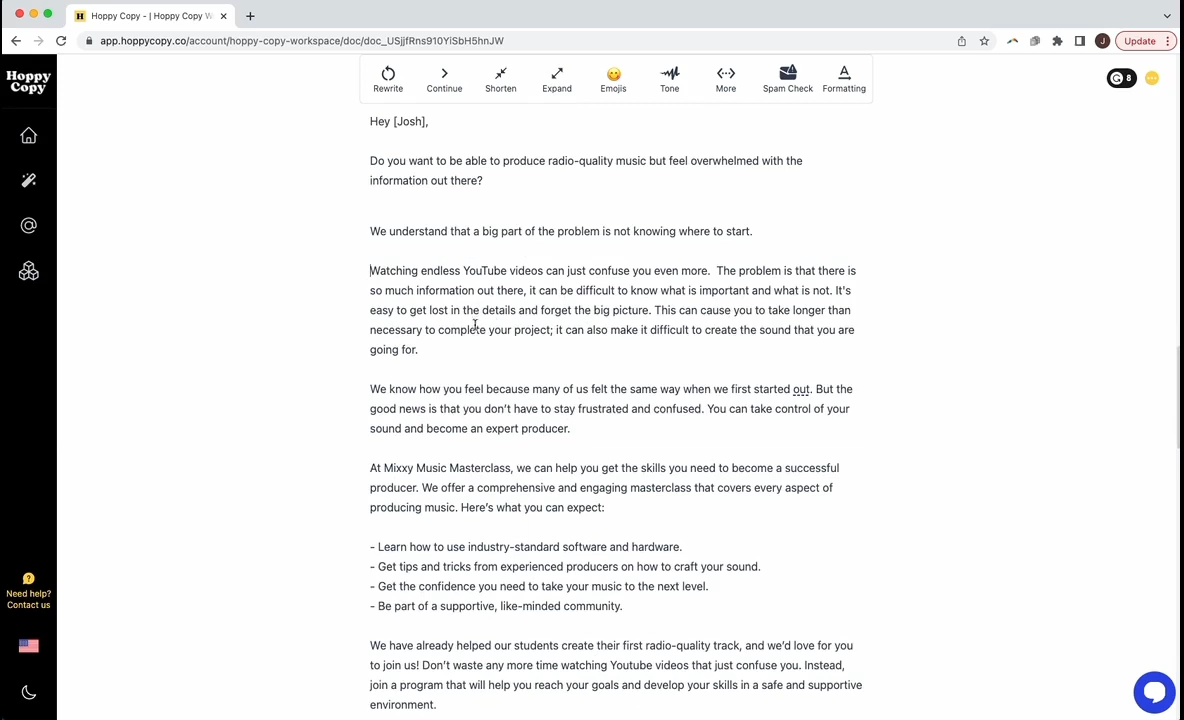 Hoppy Copy - | Hoppy Copy W
app.hoppycopy.co/account/hoppy-copy-workspace/doc/doc_USjjfRns910YiSbH5hnJW
J
Update
Hoppy
Copy
Rewrite
Continue
Shorten
Expand
Emojis
Tone
More
Spam Check
Formatting
8
Hey [Josh],
Do you want to be able to produce radio-quality music but feel overwhelmed with the
information out there?
We understand that a big part of the problem is not knowing where to start.
Watching endless YouTube videos can just confuse you even more.  The problem is that there is
so much information out there, it can be difficult to know what is important and what is not. It's
easy to get lost in the details and forget the big picture. This can cause you to take longer than
necessary to complete your project; it can also make it difficult to create the sound that you are
going for.
We know how you feel because many of us felt the same way when we first started out. But the
good news is that you don't have to stay frustrated and confused. You can take control of your
sound and become an expert producer.
At Mixxy Music Masterclass, we can help you get the skills you need to become a successful
producer. We offer a comprehensive and engaging masterclass that covers every aspect of
producing music. Here's what you can expect:
- Learn how to use industry-standard software and hardware.
- Get tips and tricks from experienced producers on how to craft your sound.
- Get the confidence you need to take your music to the next level.
- Be part of a supportive, like-minded community.
We have already helped our students create their first radio-quality track, and we'd love for you
to join us! Don't waste any more time watching Youtube videos that just confuse you. Instead,
join a program that will help you reach your goals and develop your skills in a safe and supportive
environment.
Need help?
Contact us